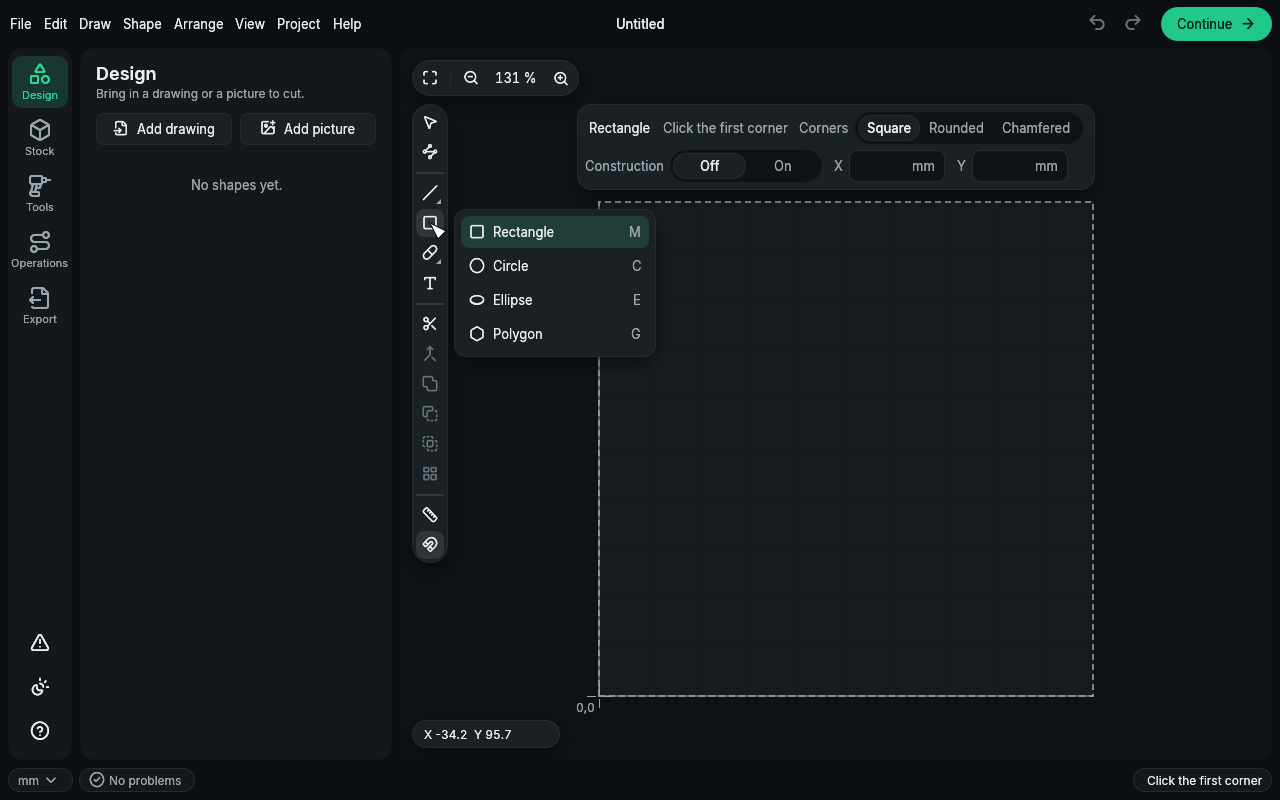 File Edit Draw Shape Arrange View Project Help
Untitled
Continue
Design
Stock
Tools
Operations
Export
Design
Bring in a drawing or a picture to cut.
Add drawing
Add picture
No shapes yet.
131 %
Rectangle Click the first corner Corners Square Rounded Chamfered
Construction Off On X mm Y mm
Rectangle M
Circle C
Ellipse E
Polygon G
0,0
X -34.2 Y 95.7
mm
No problems
Click the first corner